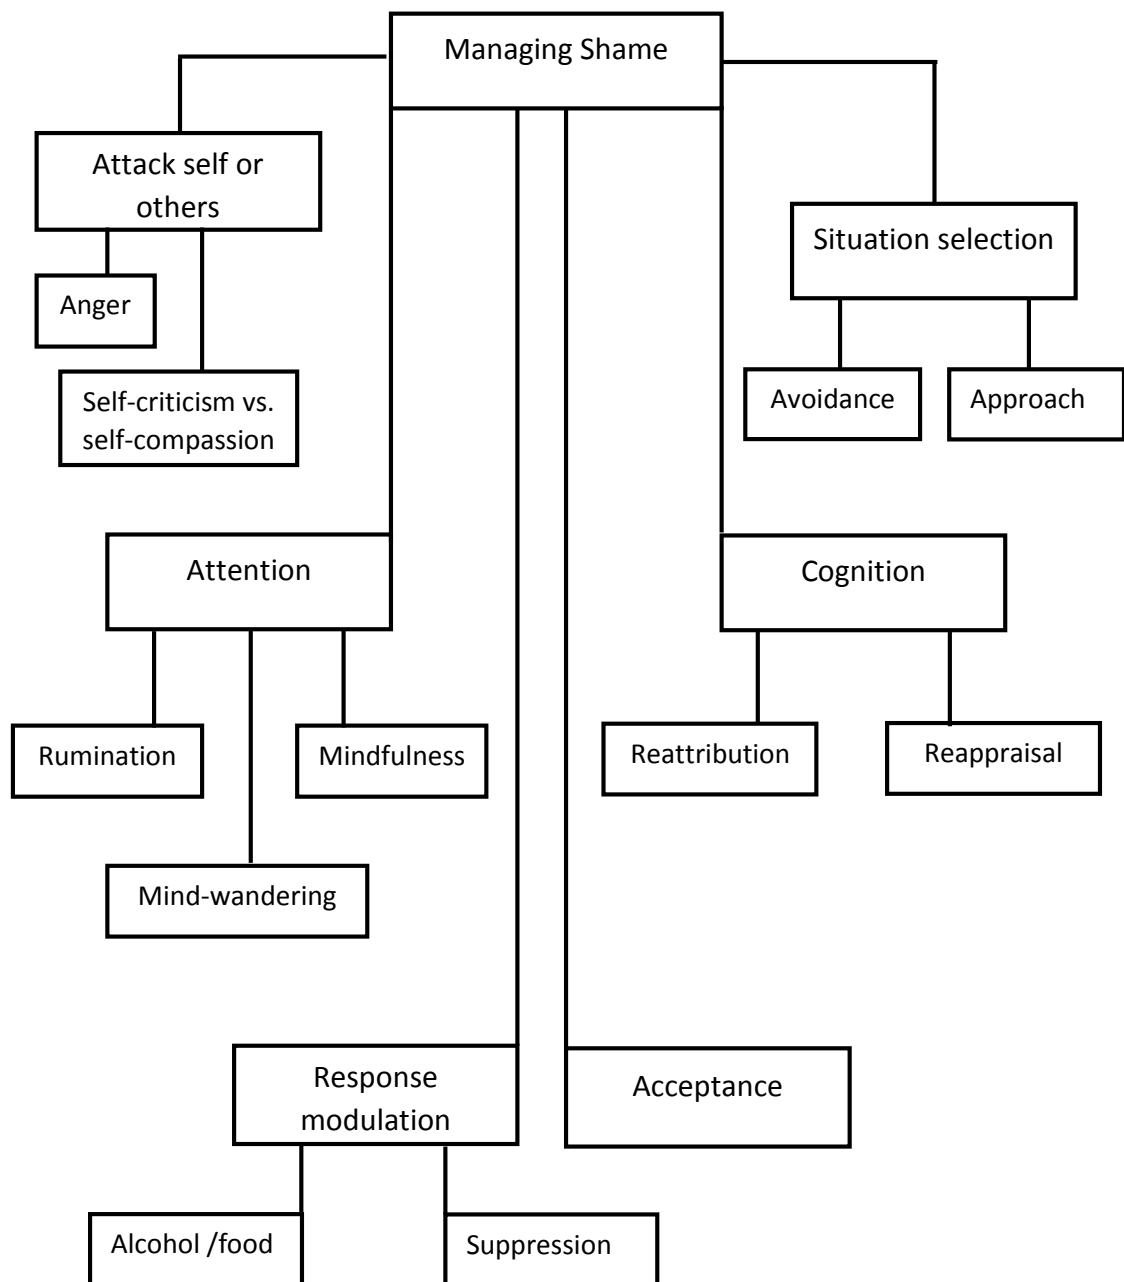 Managing Shame
Attack self or
others
Situation selection
Anger
Self-criticism vs.
self-compassion
Avoidance
Approach
Attention
Cognition
Rumination
Mindfulness
Reattribution
Reappraisal
Mind-wandering
Response
modulation
Acceptance
Alcohol /food
Suppression